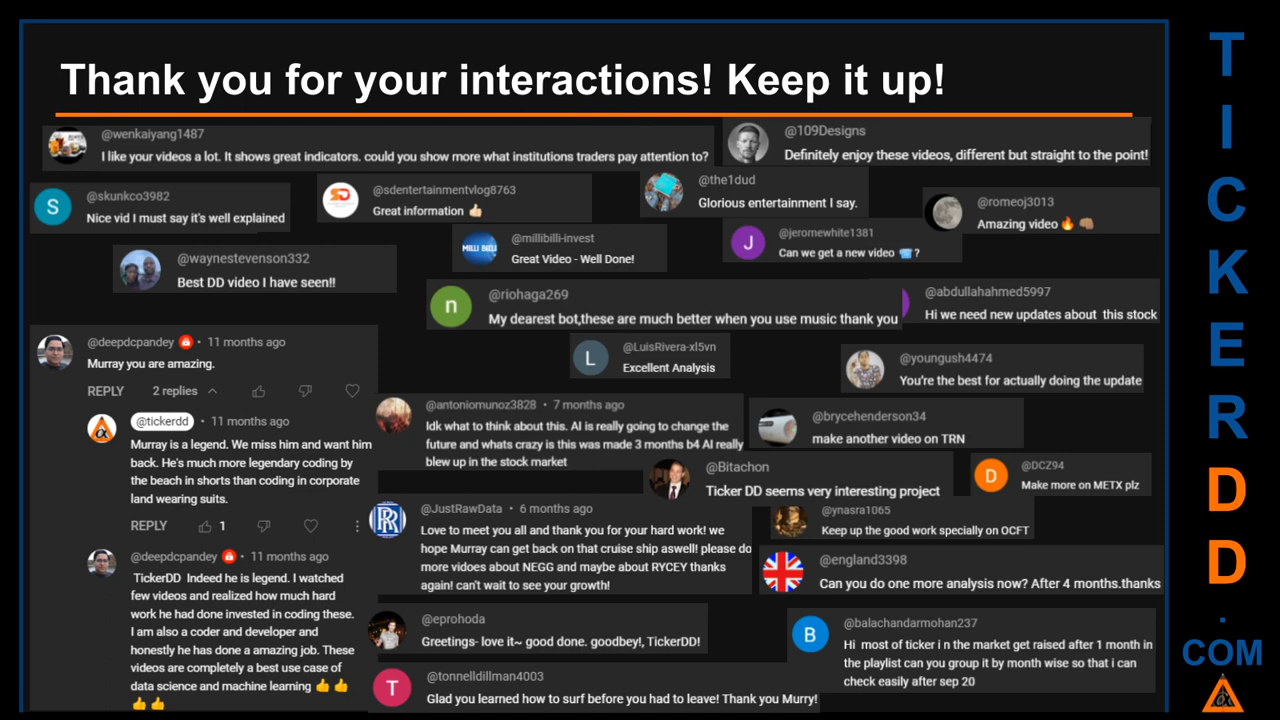 Thank you for your interactions! Keep it up!
@wenkaiyang1487
I like your videos a lot. It shows great indicators. could you show more what institutions traders pay attention to?
@109Designs
Definitely enjoy these videos, different but straight to the point!
S
@skunkco3982
Nice vid I must say it's well explained
SD
@sdentertainmentvlog8763
Great information 👍🏻
@the1dud
Glorious entertainment I say.
@romeoj3013
Amazing video 🔥 👊🏽
MILLI BILLI
@millibilli-invest
Great Video - Well Done!
J
@jeromewhite1381
Can we get a new video ?
@waynestevenson332
Best DD video I have seen!!
n
@riohaga269
My dearest bot,these are much better when you use music thank you
@abdullahahmed5997
Hi we need new updates about this stock
L
@LuisRivera-xl5vn
Excellent Analysis
@youngush4474
You're the best for actually doing the update
@deepdcpandey • 11 months ago
Murray you are amazing.
REPLY 2 replies
@tickerdd • 11 months ago
Murray is a legend. We miss him and want him
back. He's much more legendary coding by
the beach in shorts than coding in corporate
land wearing suits.
REPLY 1
@deepdcpandey • 11 months ago
TickerDD Indeed he is legend. I watched
few videos and realized how much hard
work he had done invested in coding these.
I am also a coder and developer and
honestly he has done a amazing job. These
videos are completely a best use case of
data science and machine learning 👍 👍
👍 👍
@antoniomunoz3828 • 7 months ago
Idk what to think about this. AI is really going to change the
future and whats crazy is this was made 3 months b4 AI really
blew up in the stock market
@brycehenderson34
make another video on TRN
@Bitachon
Ticker DD seems very interesting project
D
@DCZ94
Make more on METX plz
RR
@JustRawData • 6 months ago
Love to meet you all and thank you for your hard work! we
hope Murray can get back on that cruise ship aswell! please do
more vidoes about NEGG and maybe about RYCEY thanks
again! can't wait to see your growth!
@ynasra1065
Keep up the good work specially on OCFT
@england3398
Can you do one more analysis now? After 4 months.thanks
@eprohoda
Greetings- love it~ good done. goodbey!, TickerDD!
B
@balachandarmohan237
Hi most of ticker i n the market get raised after 1 month in
the playlist can you group it by month wise so that i can
check easily after sep 20
T
@tonnelldillman4003
Glad you learned how to surf before you had to leave! Thank you Murry!
T
I
C
K
E
R
D
D
.
COM